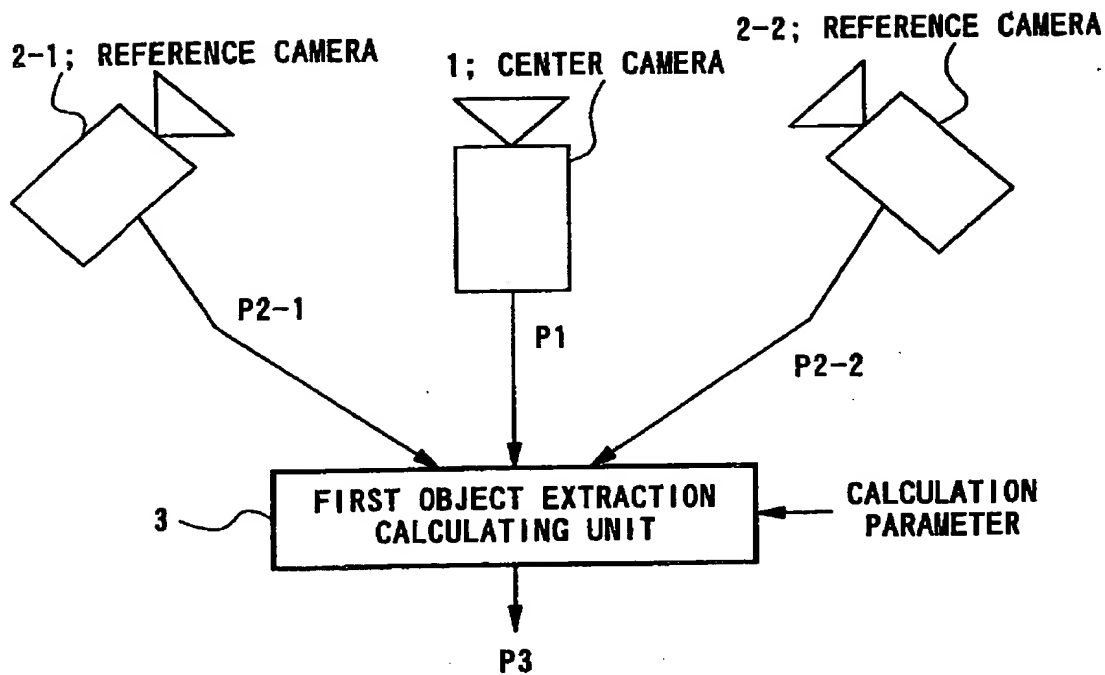 2-1; REFERENCE CAMERA
1; CENTER CAMERA
2-2; REFERENCE CAMERA
P2-1
P1
P2-2
3
FIRST OBJECT EXTRACTION
CALCULATING UNIT
CALCULATION
PARAMETER
P3